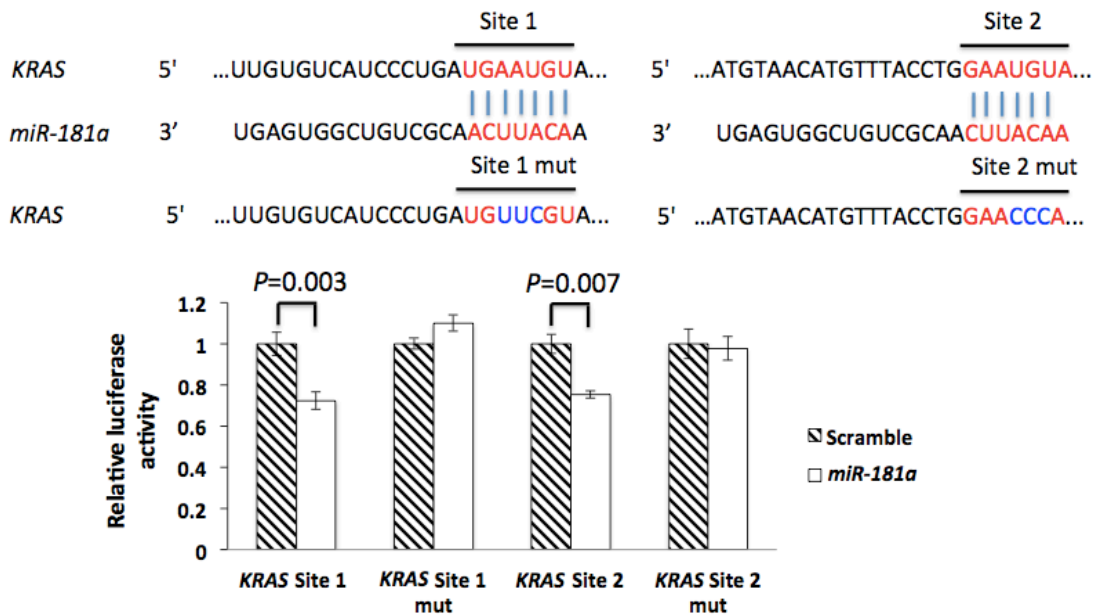 Site 1 Site 2
KRAS 5' ...UUGUGUCAUCCCUGAUGAAUGUA... 5' ...ATGTAACATGTTTACCTGGAAUGUA...
miR-181a 3' UGAGUGGCUGUCGCAACUUACAA 3' UGAGUGGCUGUCGCAACUUACAA
Site 1 mut Site 2 mut
KRAS 5' ...UUGUGUCAUCCCUGAUGUUCGUA... 5' ...ATGTAACATGTTTACCTGGAACCCA...
P=0.003 P=0.007
1.2
1
0.8
0.6
0.4
0.2
0
Relative luciferase
activity
Scramble
miR-181a
KRAS Site 1 KRAS Site 1 KRAS Site 2 KRAS Site 2
mut mut